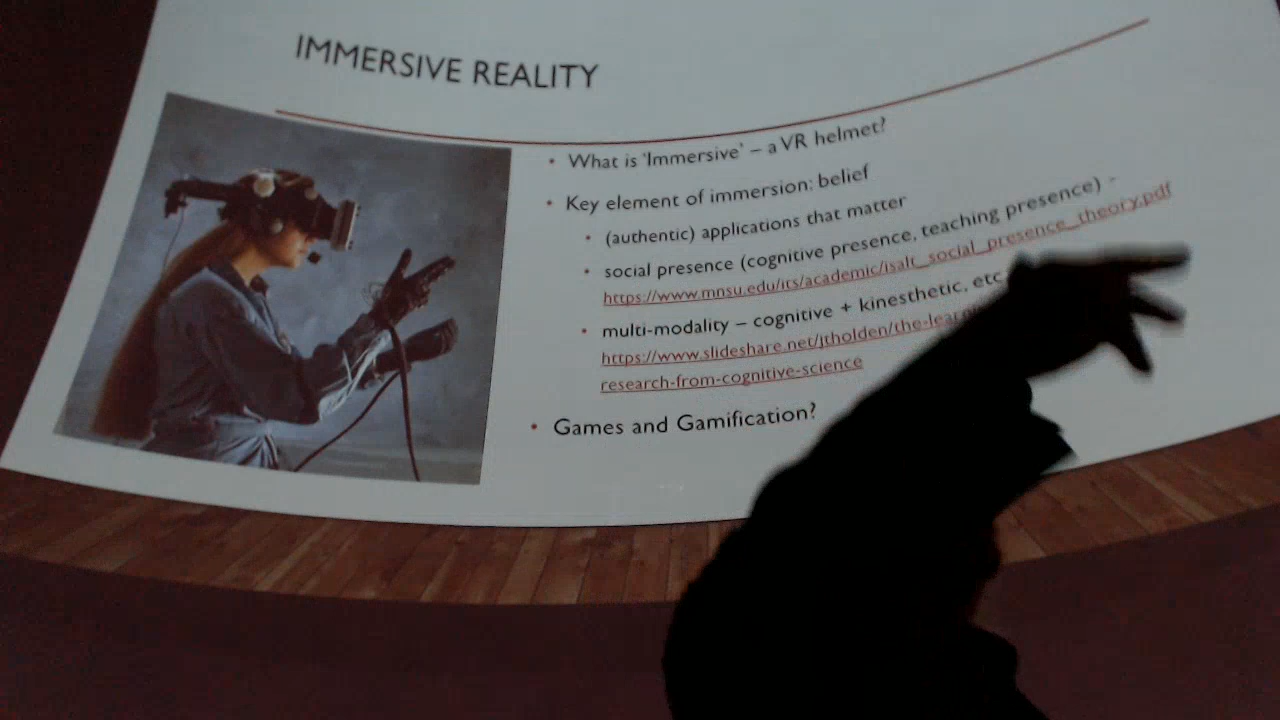 IMMERSIVE REALITY
• What is 'Immersive' – a VR helmet?
• Key element of immersion: belief
• (authentic) applications that matter
• social presence (cognitive presence, teaching presence) -
https://www.mnsu.edu/its/academic/isalt_social_presence_theory.pdf
• multi-modality – cognitive + kinesthetic, etc
https://www.slideshare.net/jtholden/the-learni
research-from-cognitive-science
• Games and Gamification?